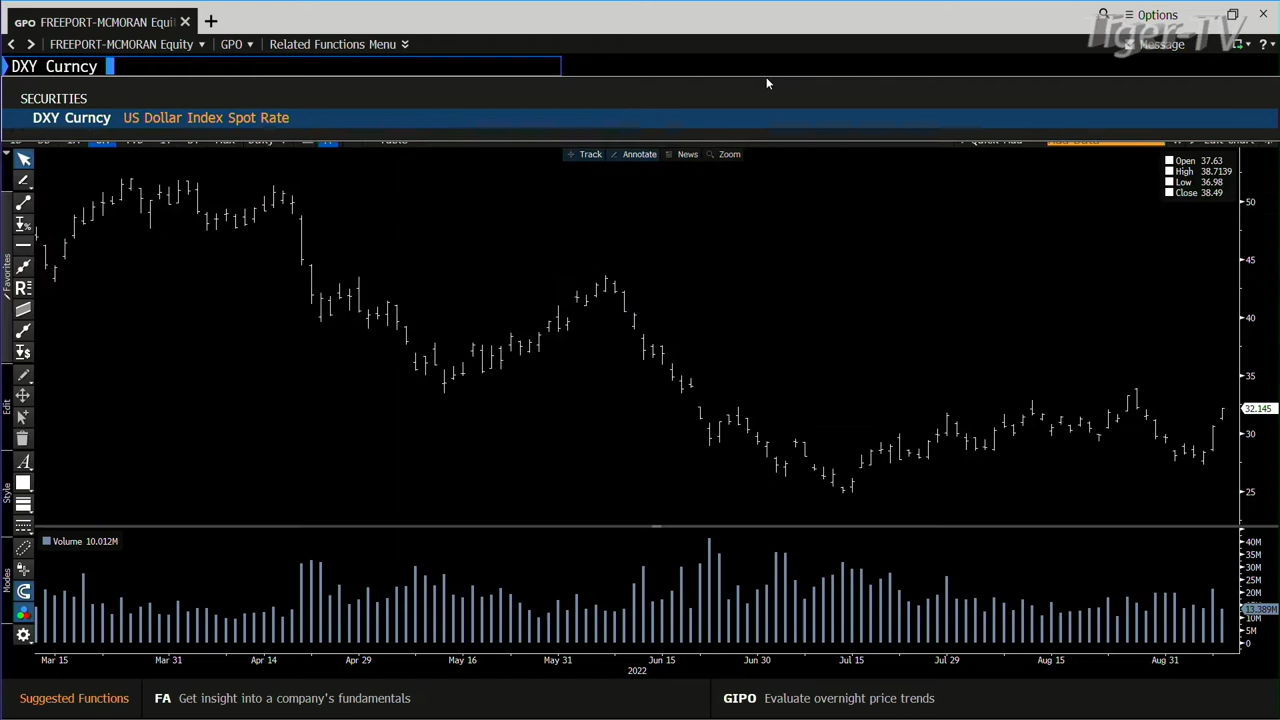 GPO FREEPORT-MCMORAN Equi
Options
FREEPORT-MCMORAN Equity GPO Related Functions Menu
Message
Tiger-TV
DXY Curncy
SECURITIES
DXY Curncy US Dollar Index Spot Rate
Track Annotate News Zoom
Open 37.63
High 38.7139
Low 36.98
Close 38.49
50
45
40
35
32.145
30
25
Favorites
Edit
Style
Modes
Volume 10.012M
40M
35M
30M
25M
20M
13.389M
10M
5M
0
Mar 15 Mar 31 Apr 14 Apr 29 May 16 May 31 Jun 15 Jun 30 Jul 15 Jul 29 Aug 15 Aug 31
2022
Suggested Functions FA Get insight into a company's fundamentals GIPO Evaluate overnight price trends